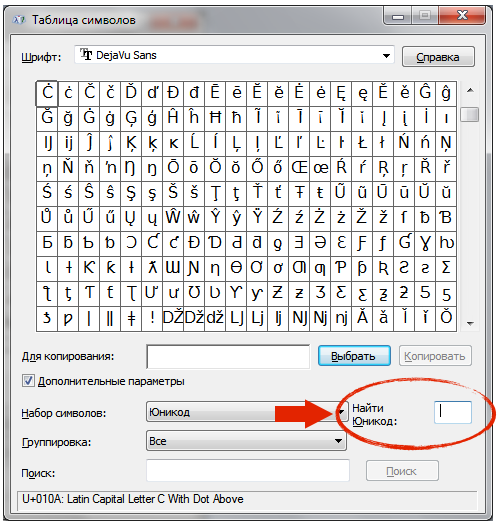 Таблица символов
Шрифт: DejaVu Sans Справка
Ċ ċ Č č Ď ď Đ đ Ē ē Ĕ ĕ Ė ė Ę ę Ě ě Ĝ ĝ
Ğ ğ Ġ ġ Ģ ģ Ĥ ĥ Ħ ħ Ĩ ĩ Ī ī Ĭ ĭ Į į İ ı
Ĳ ĳ Ĵ ĵ Ķ ķ ĸ Ĺ ĺ Ļ ļ Ľ ľ Ŀ ŀ Ł ł Ń ń Ņ
ņ Ň ň ŉ Ŋ ŋ Ō ō Ŏ ŏ Ő ő Œ œ Ŕ ŕ Ŗ ŗ Ř ř
Ś ś Ŝ ŝ Ş ş Š š Ţ ţ Ť ť Ŧ ŧ Ũ ũ Ū ū Ŭ ŭ
Ů ů Ű ű Ų ų Ŵ ŵ Ŷ ŷ Ÿ Ź ź Ż ż Ž ž ſ ƀ Ɓ
Ƃ ƃ Ƅ ƅ Ɔ Ƈ ƈ Ɖ Ɗ Ƌ ƌ ƍ Ǝ Ə Ɛ Ƒ ƒ Ɠ Ɣ ƕ
Ɩ Ɨ Ƙ ƙ ƚ ƛ Ɯ Ɲ ƞ Ɵ Ơ ơ Ƣ ƣ Ƥ ƥ Ʀ Ƨ ƨ Ʃ
ƪ ƫ Ƭ ƭ Ʈ Ư ư Ʊ Ʋ Ƴ ƴ Ƶ ƶ Ʒ Ƹ ƹ ƺ ƻ Ƽ ƽ
ƾ ƿ ǀ ǁ ǂ ǃ Ǆ ǅ ǆ Ǉ ǈ ǉ Ǌ ǋ ǌ Ǎ ǎ Ǐ ǐ Ǒ
Для копирования: Выбрать Копировать
Дополнительные параметры
Набор символов: Юникод Найти
Юникод:
Группировка: Все
Поиск: Поиск
U+010A: Latin Capital Letter C With Dot Above